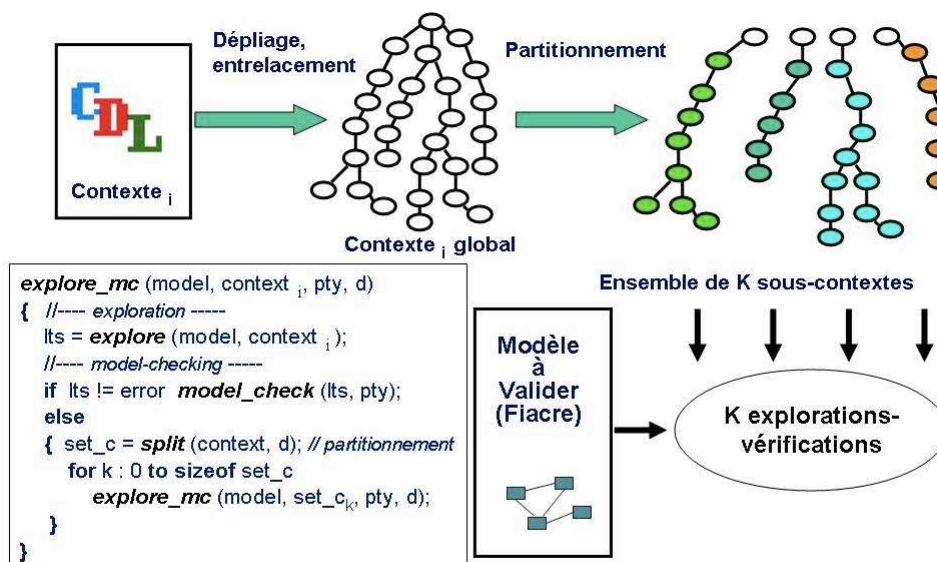 Dépliage,
entrelacement
Partitionnement
CDL
Contexte i
Contexte i global
explore_mc (model, context i, pty, d)
{ //---- exploration -----
lts = explore (model, context i);
//---- model-checking -----
if lts != error model_check (lts, pty);
else
{ set_c = split (context, d); // partitionnement
for k : 0 to sizeof set_c
explore_mc (model, set_c k, pty, d);
}
}
Ensemble de K sous-contextes
Modèle
à
Valider
(Fiacre)
K explorations-
vérifications